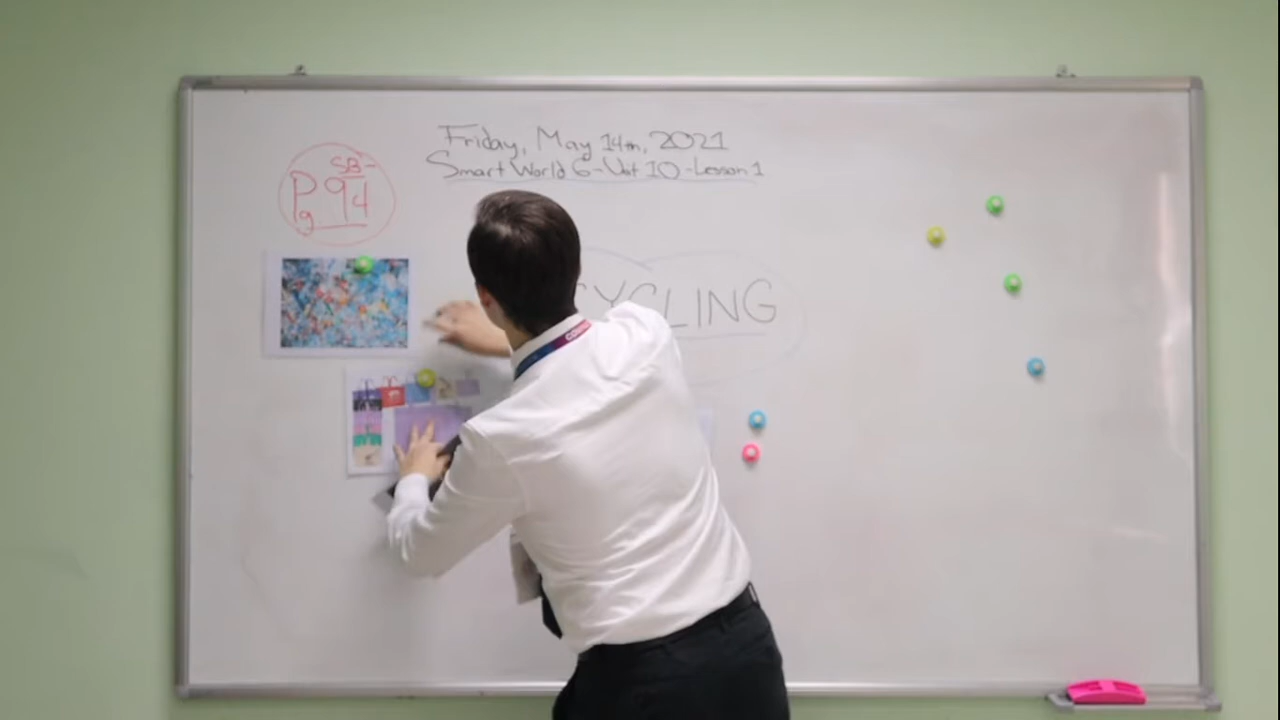 Friday, May 14th, 2021
Smart World 6-Unit 10-Lesson 1
SB-
Pg 94
CYCLING